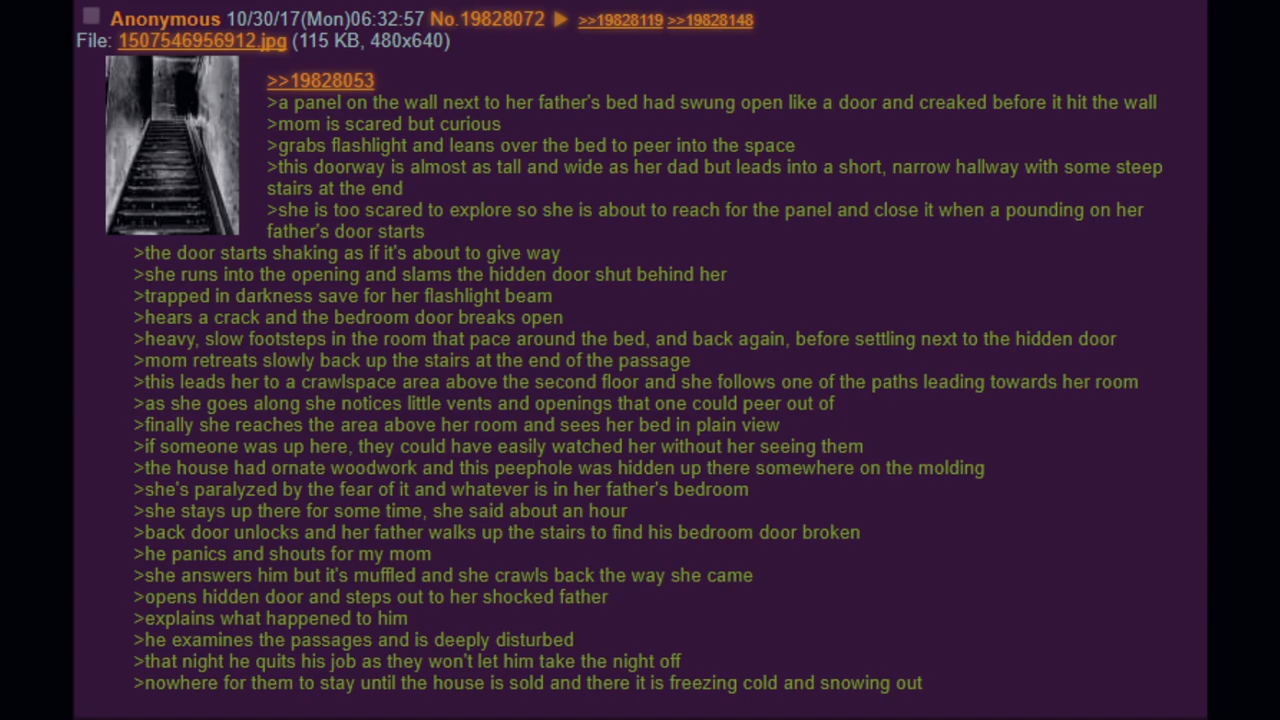 Anonymous 10/30/17(Mon)06:32:57 No.19828072 ▶ >>19828119 >>19828148
File: 1507546956912.jpg (115 KB, 480x640)
>>19828053
>a panel on the wall next to her father's bed had swung open like a door and creaked before it hit the wall
>mom is scared but curious
>grabs flashlight and leans over the bed to peer into the space
>this doorway is almost as tall and wide as her dad but leads into a short, narrow hallway with some steep
stairs at the end
>she is too scared to explore so she is about to reach for the panel and close it when a pounding on her
father's door starts
>the door starts shaking as if it's about to give way
>she runs into the opening and slams the hidden door shut behind her
>trapped in darkness save for her flashlight beam
>hears a crack and the bedroom door breaks open
>heavy, slow footsteps in the room that pace around the bed, and back again, before settling next to the hidden door
>mom retreats slowly back up the stairs at the end of the passage
>this leads her to a crawlspace area above the second floor and she follows one of the paths leading towards her room
>as she goes along she notices little vents and openings that one could peer out of
>finally she reaches the area above her room and sees her bed in plain view
>if someone was up here, they could have easily watched her without her seeing them
>the house had ornate woodwork and this peephole was hidden up there somewhere on the molding
>she's paralyzed by the fear of it and whatever is in her father's bedroom
>she stays up there for some time, she said about an hour
>back door unlocks and her father walks up the stairs to find his bedroom door broken
>he panics and shouts for my mom
>she answers him but it's muffled and she crawls back the way she came
>opens hidden door and steps out to her shocked father
>explains what happened to him
>he examines the passages and is deeply disturbed
>that night he quits his job as they won't let him take the night off
>nowhere for them to stay until the house is sold and there it is freezing cold and snowing out